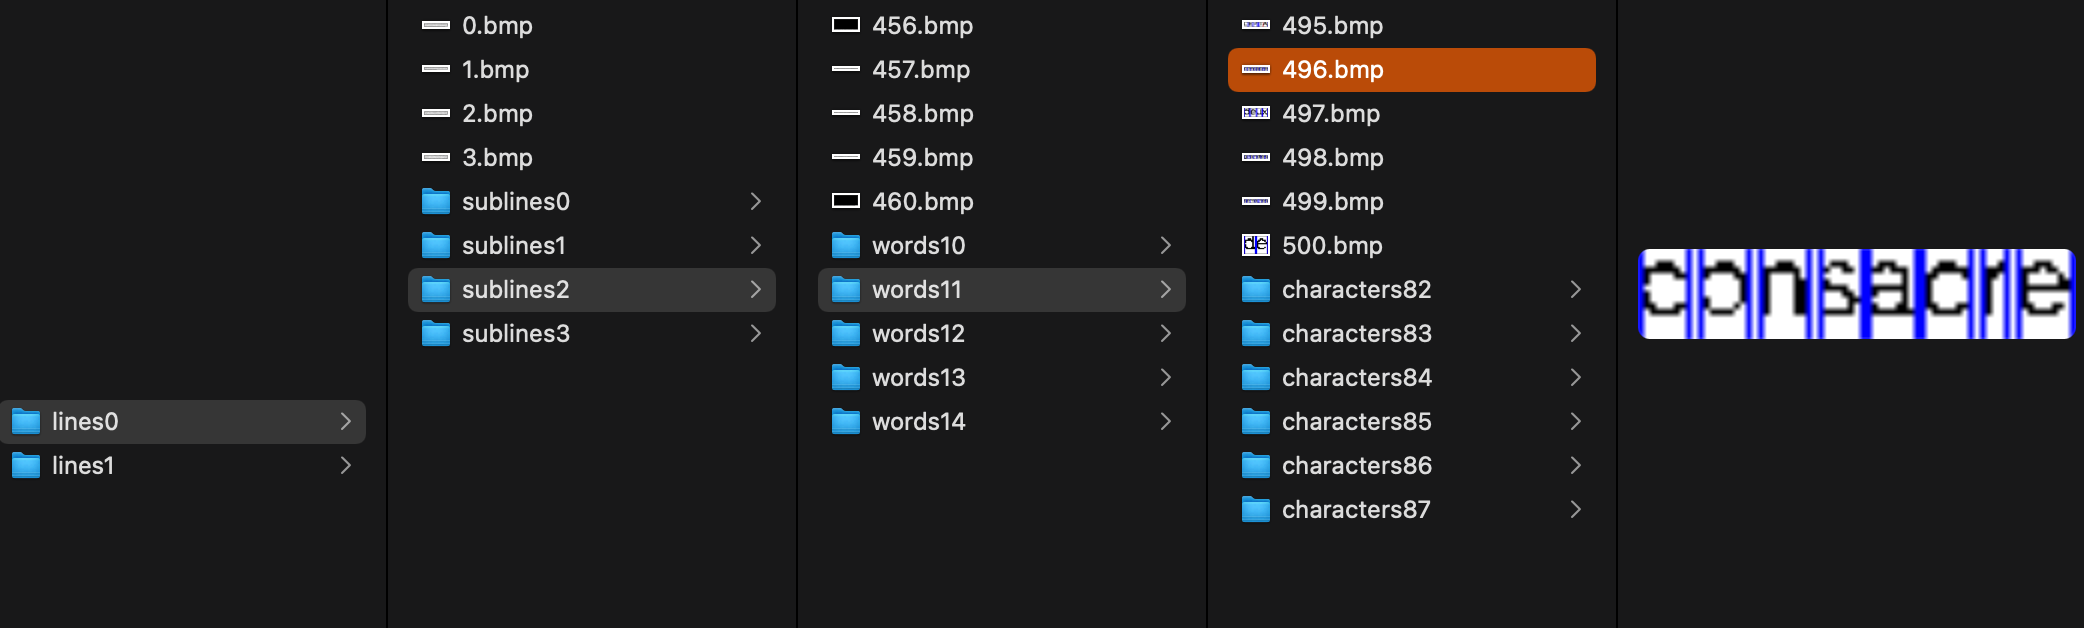 lines0
lines1
0.bmp
1.bmp
2.bmp
3.bmp
sublines0
sublines1
sublines2
sublines3
456.bmp
457.bmp
458.bmp
459.bmp
460.bmp
words10
words11
words12
words13
words14
495.bmp
496.bmp
497.bmp
498.bmp
499.bmp
500.bmp
characters82
characters83
characters84
characters85
characters86
characters87
consacre